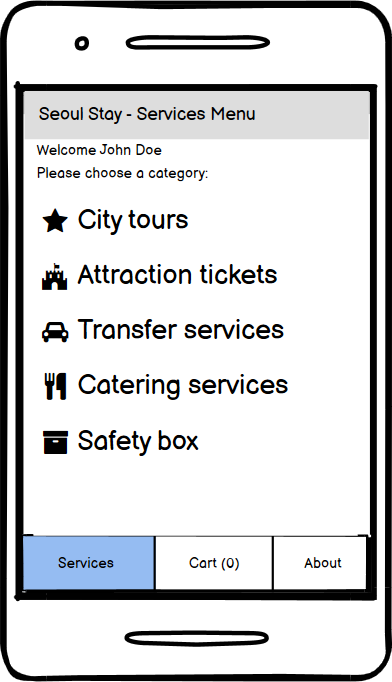 Seoul Stay - Services Menu
Welcome John Doe
Please choose a category:
City tours
Attraction tickets
Transfer services
Catering services
Safety box
Services Cart (0) About